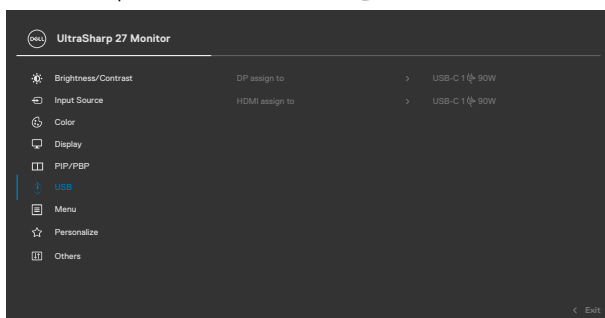 DELL UltraSharp 27 Monitor
Brightness/Contrast DP assign to > USB-C 1 90W
Input Source HDMI assign to > USB-C 1 90W
Color
Display
PIP/PBP
USB
Menu
Personalize
Others
< Exit